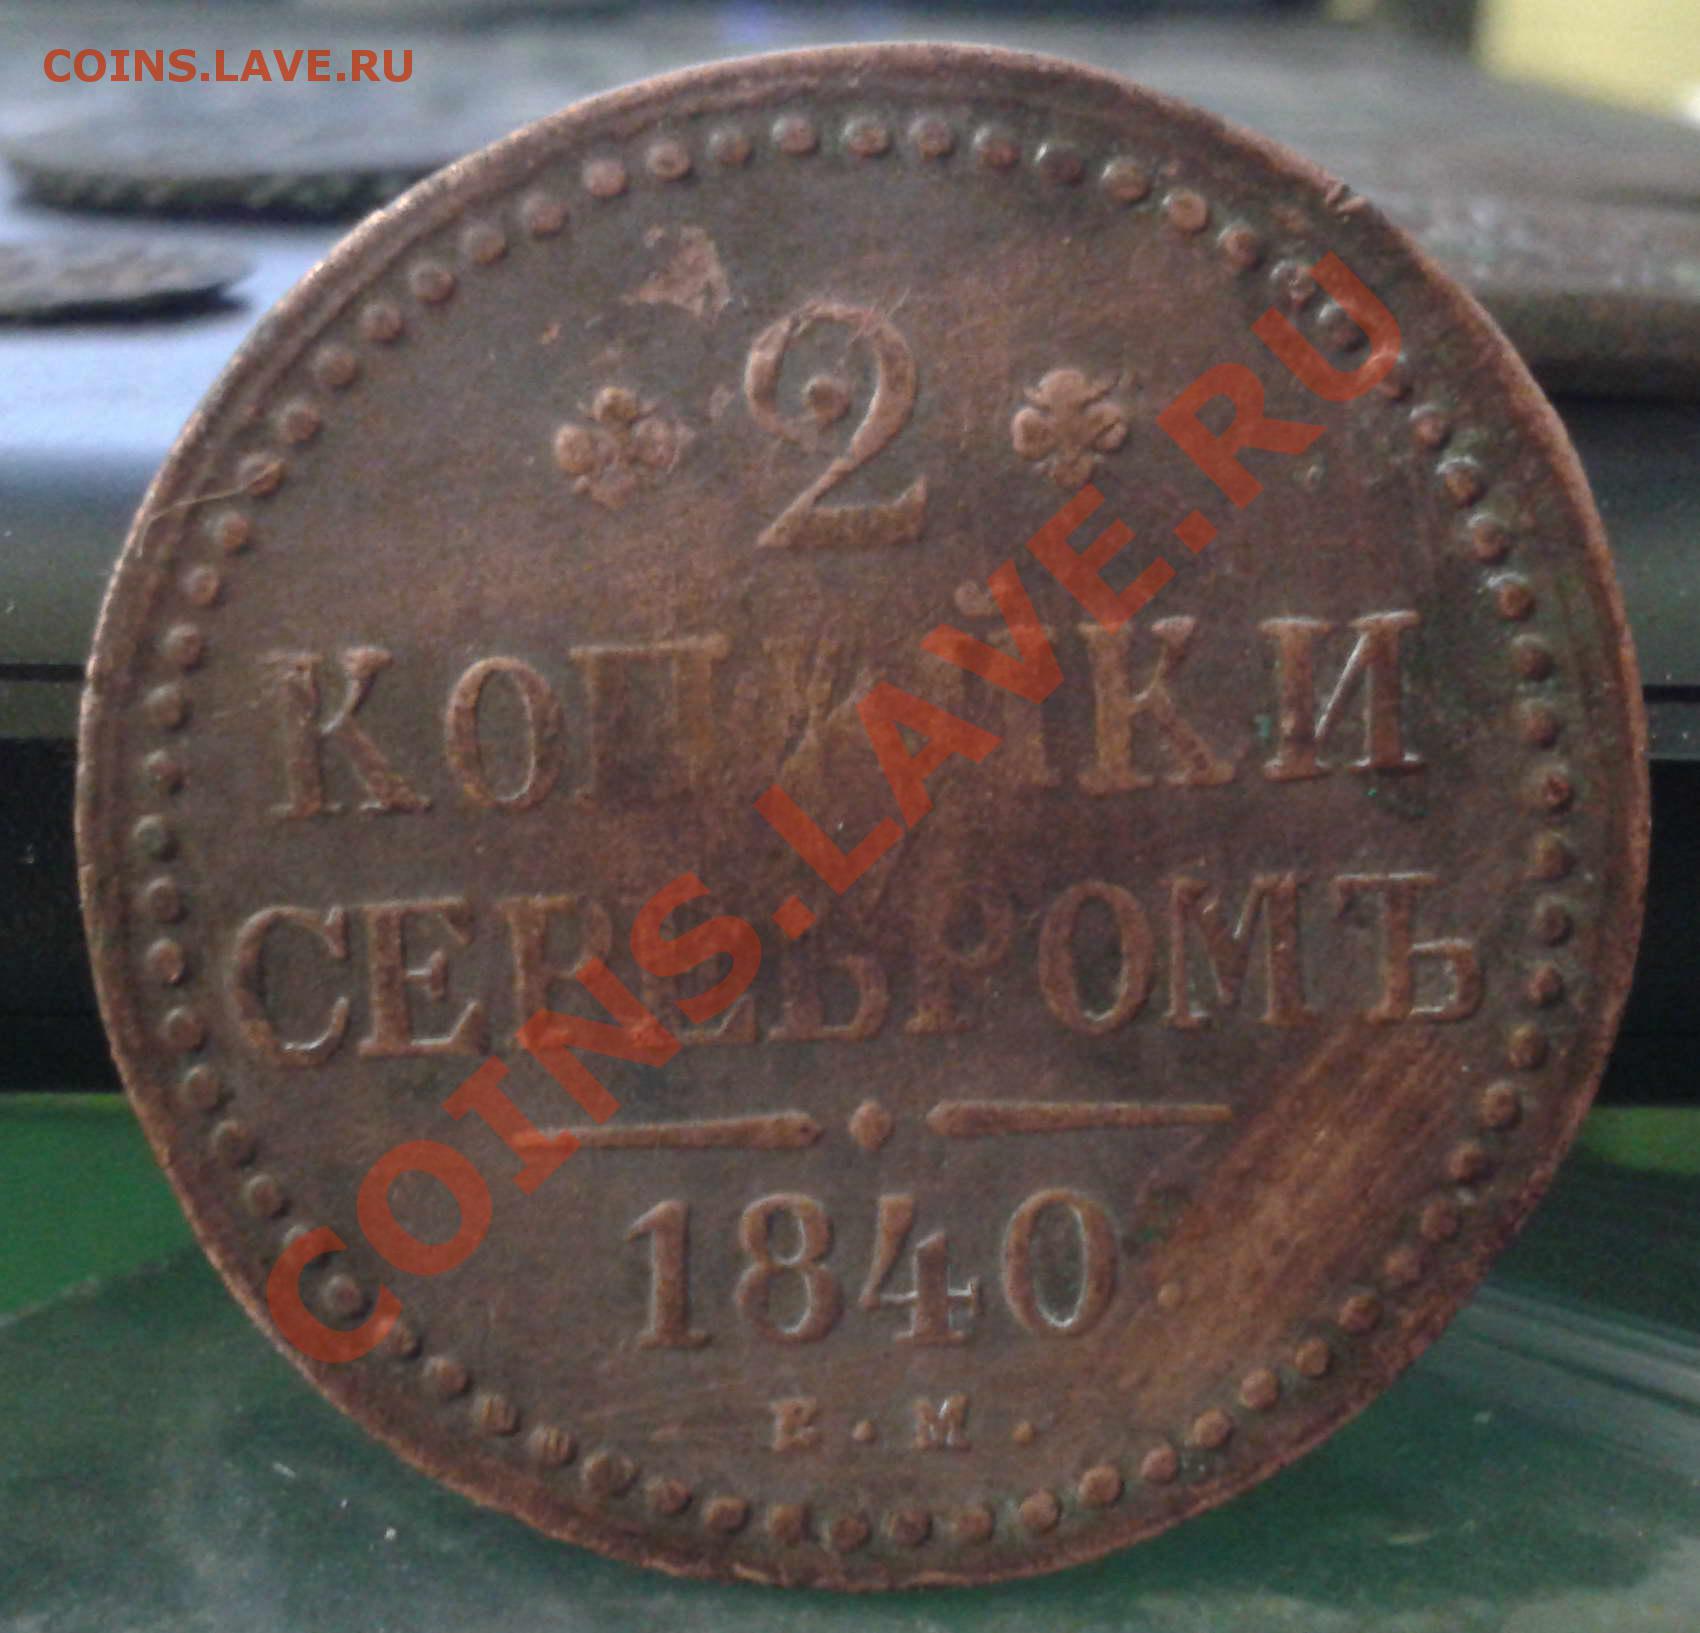 COINS.LAVE.RU
2
КОПѢЙКИ
СЕРЕБРОМЪ
1840.
Е.М.
COINS.LAVE.RU